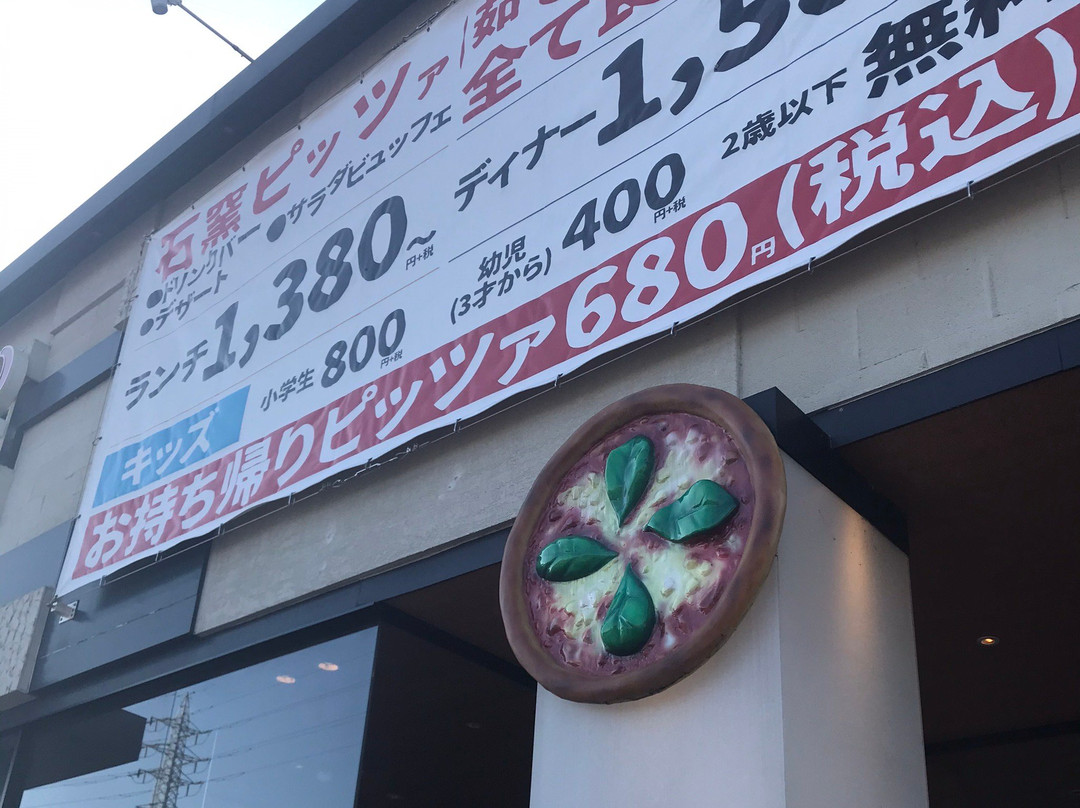 石窯ピッツァ
全て
●ドリンクバー ●サラダビュッフェ
●デザート
ランチ 1,380円+税～
ディナー 1,5
キッズ
小学生 800円+税
幼児 (3才から) 400円+税
2歳以下 無料
お持ち帰りピッツァ680円(税込)